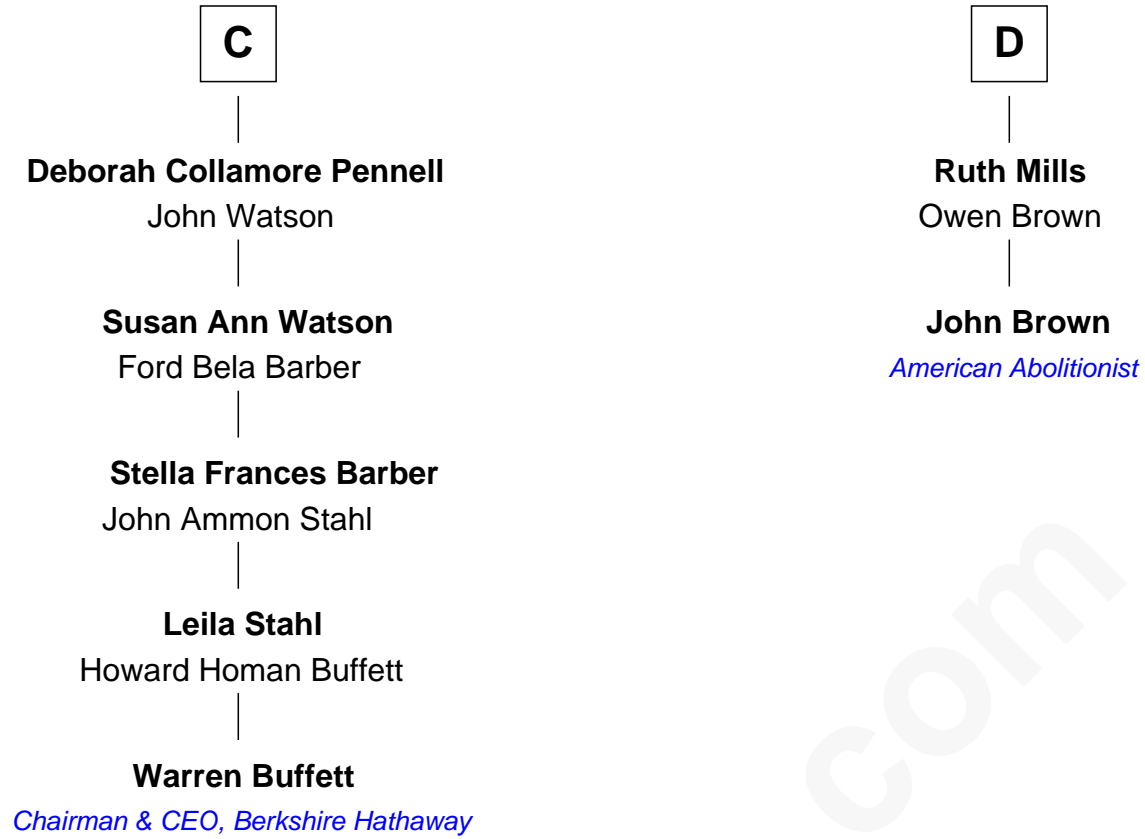 C
Deborah Collamore Pennell
John Watson
Susan Ann Watson
Ford Bela Barber
Stella Frances Barber
John Ammon Stahl
Leila Stahl
Howard Homan Buffett
Warren Buffett
Chairman & CEO, Berkshire Hathaway
D
Ruth Mills
Owen Brown
John Brown
American Abolitionist
com